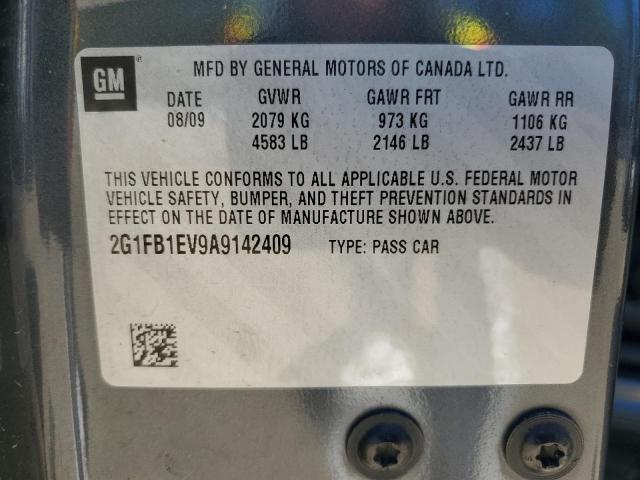 GM
MFD BY GENERAL MOTORS OF CANADA LTD.
DATE GVWR GAWR FRT GAWR RR
08/09 2079 KG 973 KG 1106 KG
4583 LB 2146 LB 2437 LB
THIS VEHICLE CONFORMS TO ALL APPLICABLE U.S. FEDERAL MOTOR
VEHICLE SAFETY, BUMPER, AND THEFT PREVENTION STANDARDS IN
EFFECT ON THE DATE OF MANUFACTURE SHOWN ABOVE.
2G1FB1EV9A9142409 TYPE: PASS CAR